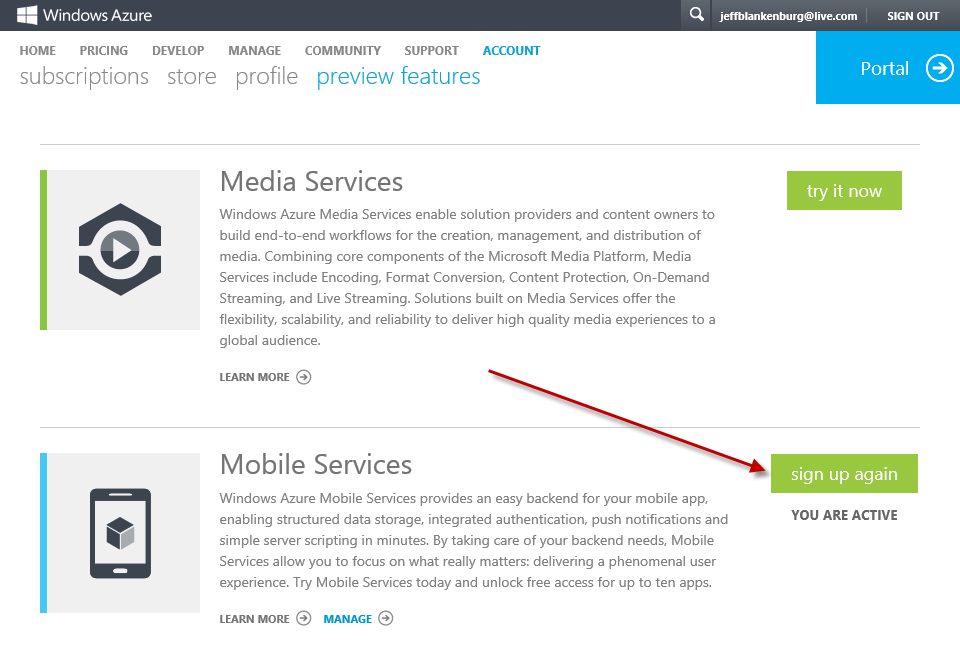 Windows Azure
jeffblankenburg@live.com SIGN OUT
HOME PRICING DEVELOP MANAGE COMMUNITY SUPPORT ACCOUNT
subscriptions store profile preview features
Portal
Media Services
try it now
Windows Azure Media Services enable solution providers and content owners to
build end-to-end workflows for the creation, management, and distribution of
media. Combining core components of the Microsoft Media Platform, Media
Services include Encoding, Format Conversion, Content Protection, On-Demand
Streaming, and Live Streaming. Solutions built on Media Services offer the
flexibility, scalability, and reliability to deliver high quality media experiences to a
global audience.
LEARN MORE
Mobile Services
sign up again
YOU ARE ACTIVE
Windows Azure Mobile Services provides an easy backend for your mobile app,
enabling structured data storage, integrated authentication, push notifications and
simple server scripting in minutes. By taking care of your backend needs, Mobile
Services allow you to focus on what really matters: delivering a phenomenal user
experience. Try Mobile Services today and unlock free access for up to ten apps.
LEARN MORE MANAGE